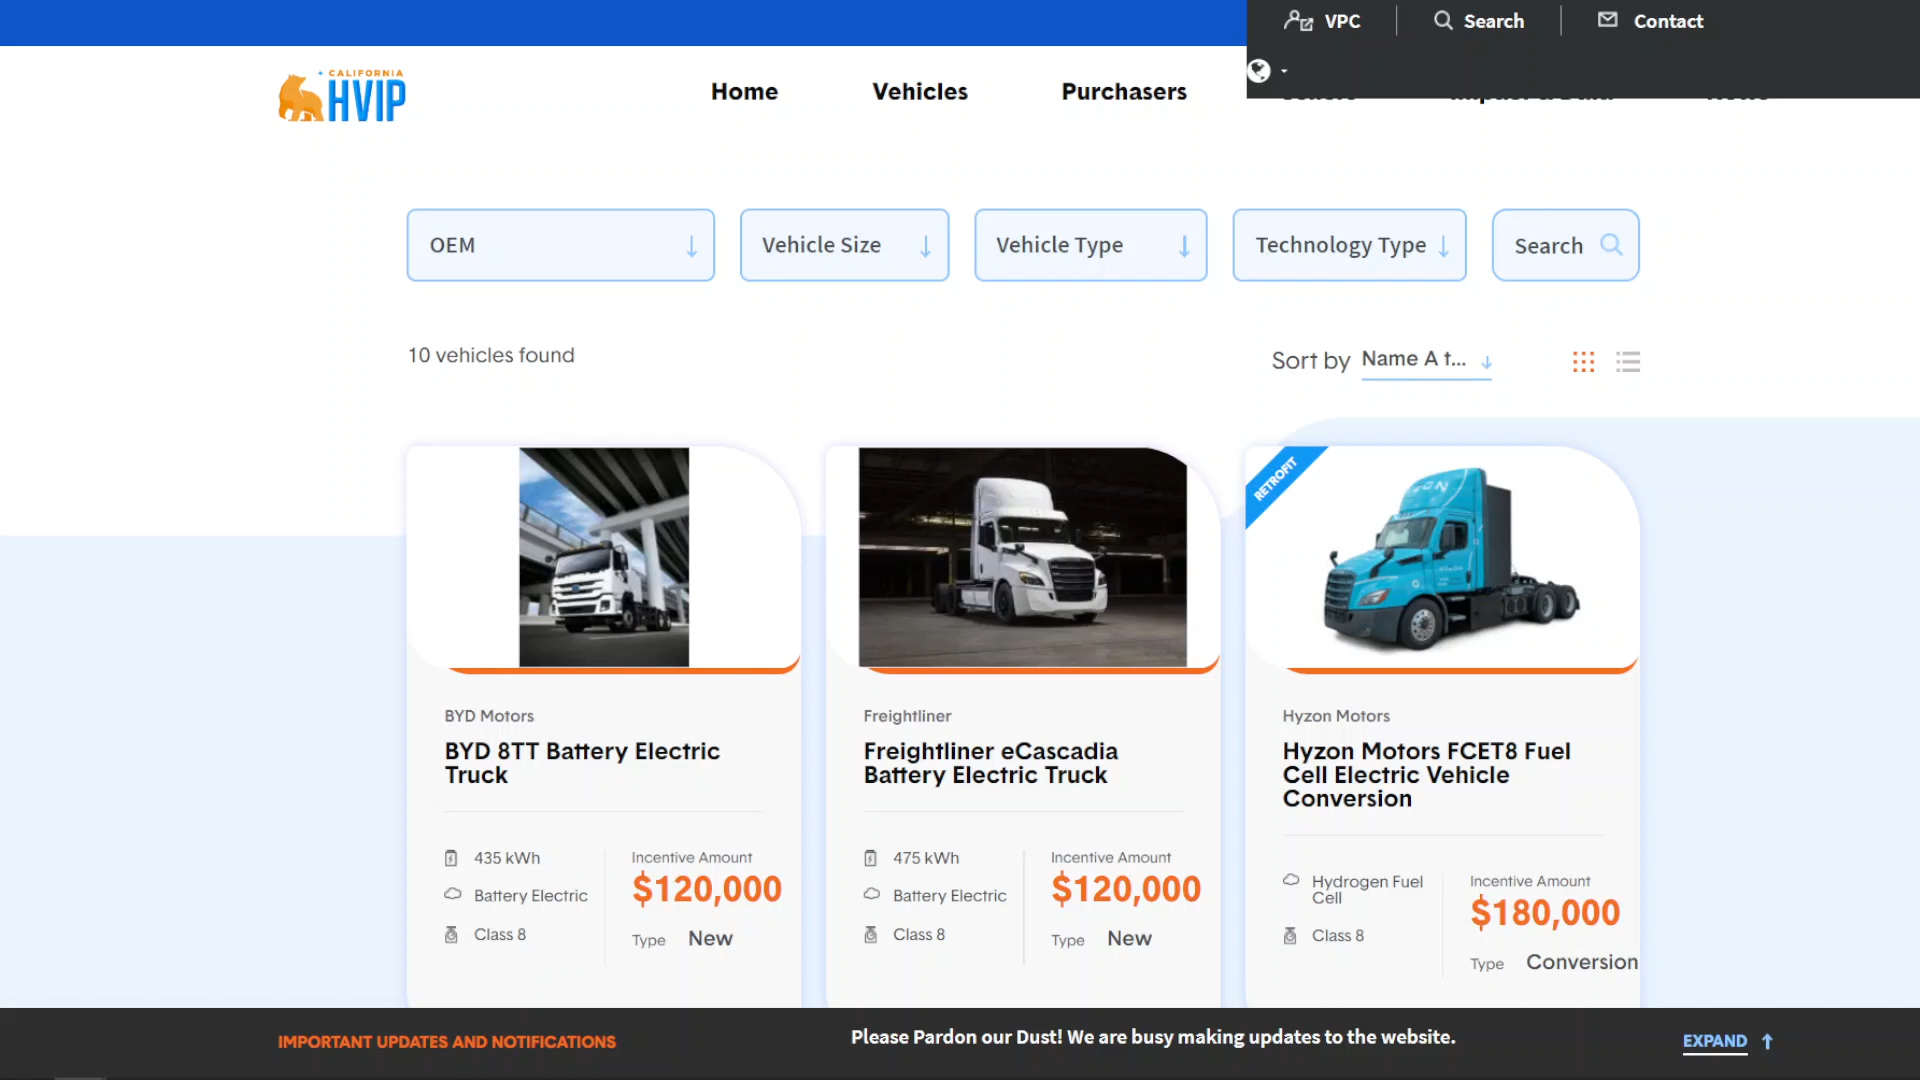 VPC
Search
Contact
CALIFORNIA
HVIP
Home
Vehicles
Purchasers
OEM
Vehicle Size
Vehicle Type
Technology Type
Search
10 vehicles found
Sort by
Name A t...
RETROFIT
BYD Motors
BYD 8TT Battery Electric
Truck
435 kWh
Battery Electric
Class 8
Incentive Amount
$120,000
Type New
Freightliner
Freightliner eCascadia
Battery Electric Truck
475 kWh
Battery Electric
Class 8
Incentive Amount
$120,000
Type New
Hyzon Motors
Hyzon Motors FCET8 Fuel
Cell Electric Vehicle
Conversion
Hydrogen Fuel
Cell
Class 8
Incentive Amount
$180,000
Type Conversion
IMPORTANT UPDATES AND NOTIFICATIONS
Please Pardon our Dust! We are busy making updates to the website.
EXPAND